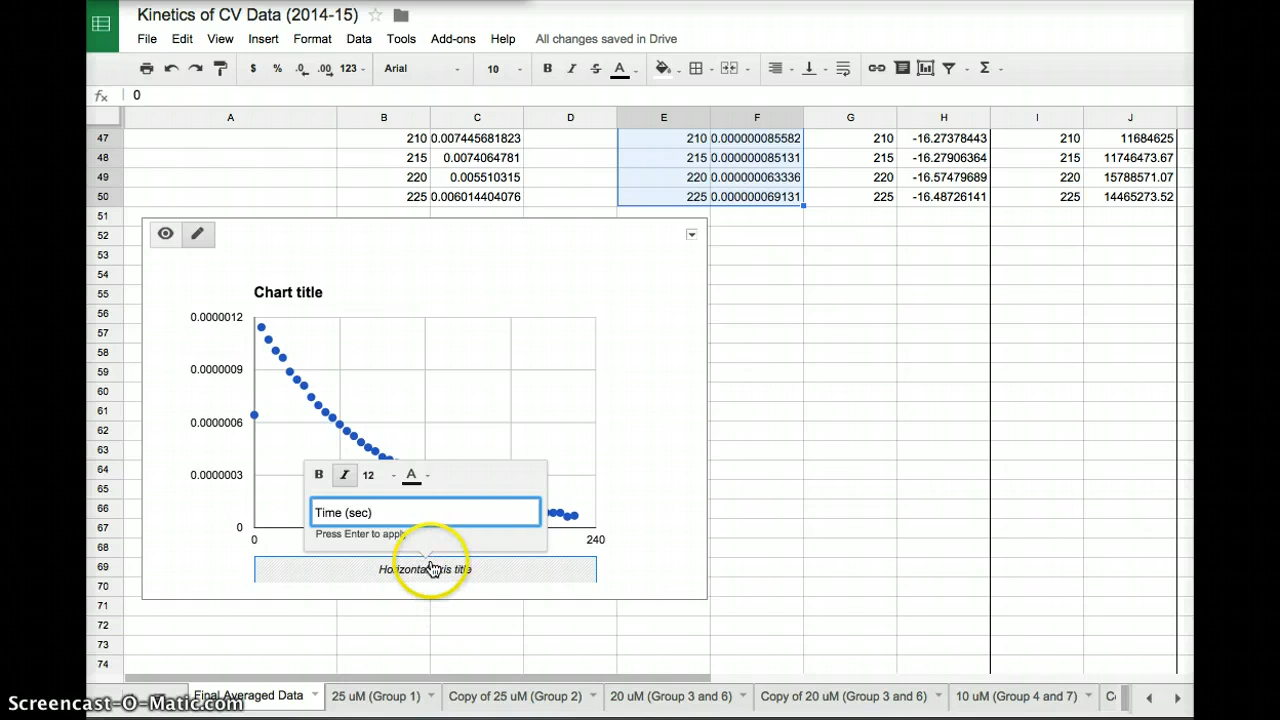 Kinetics of CV Data (2014-15)
File Edit View Insert Format Data Tools Add-ons Help All changes saved in Drive
$ % .0 .00 123 Arial 10 B I S A Σ
fx 0
A B C D E F G H I J
47 210 0.007445681823 210 0.000000085582 210 -16.27378443 210 11684625
48 215 0.0074064781 215 0.000000085131 215 -16.27906364 215 11746473.67
49 220 0.005510315 220 0.000000063336 220 -16.57479689 220 15788571.07
50 225 0.006014404076 225 0.000000069131 225 -16.48726141 225 14465273.52
51
52
53
54
55
56
57
58
59
60
61
62
63
64
65
66
67
68
69
70
71
72
73
74
Chart title
0.0000012
0.0000009
0.0000006
0.0000003
0
0 240
B I 12 A
Time (sec)
Press Enter to apply
Horizontal axis title
Final Averaged Data 25 uM (Group 1) Copy of 25 uM (Group 2) 20 uM (Group 3 and 6) Copy of 20 uM (Group 3 and 6) 10 uM (Group 4 and 7)
Screencast-O-Matic.com